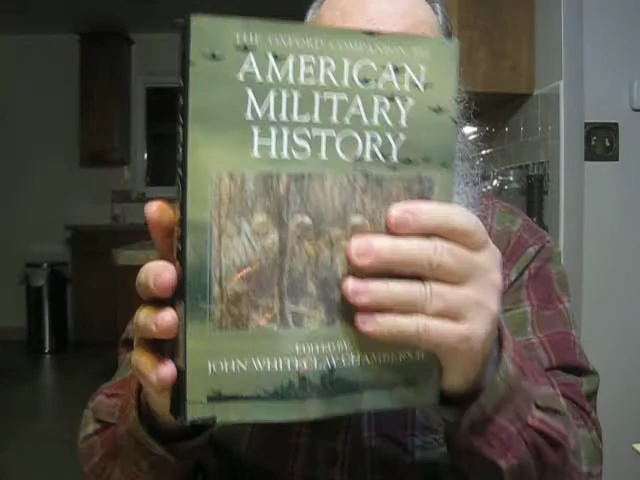 THE OXFORD COMPANION TO
AMERICAN
MILITARY
HISTORY
EDITED BY
JOHN WHITECLAY CHAMBERS II